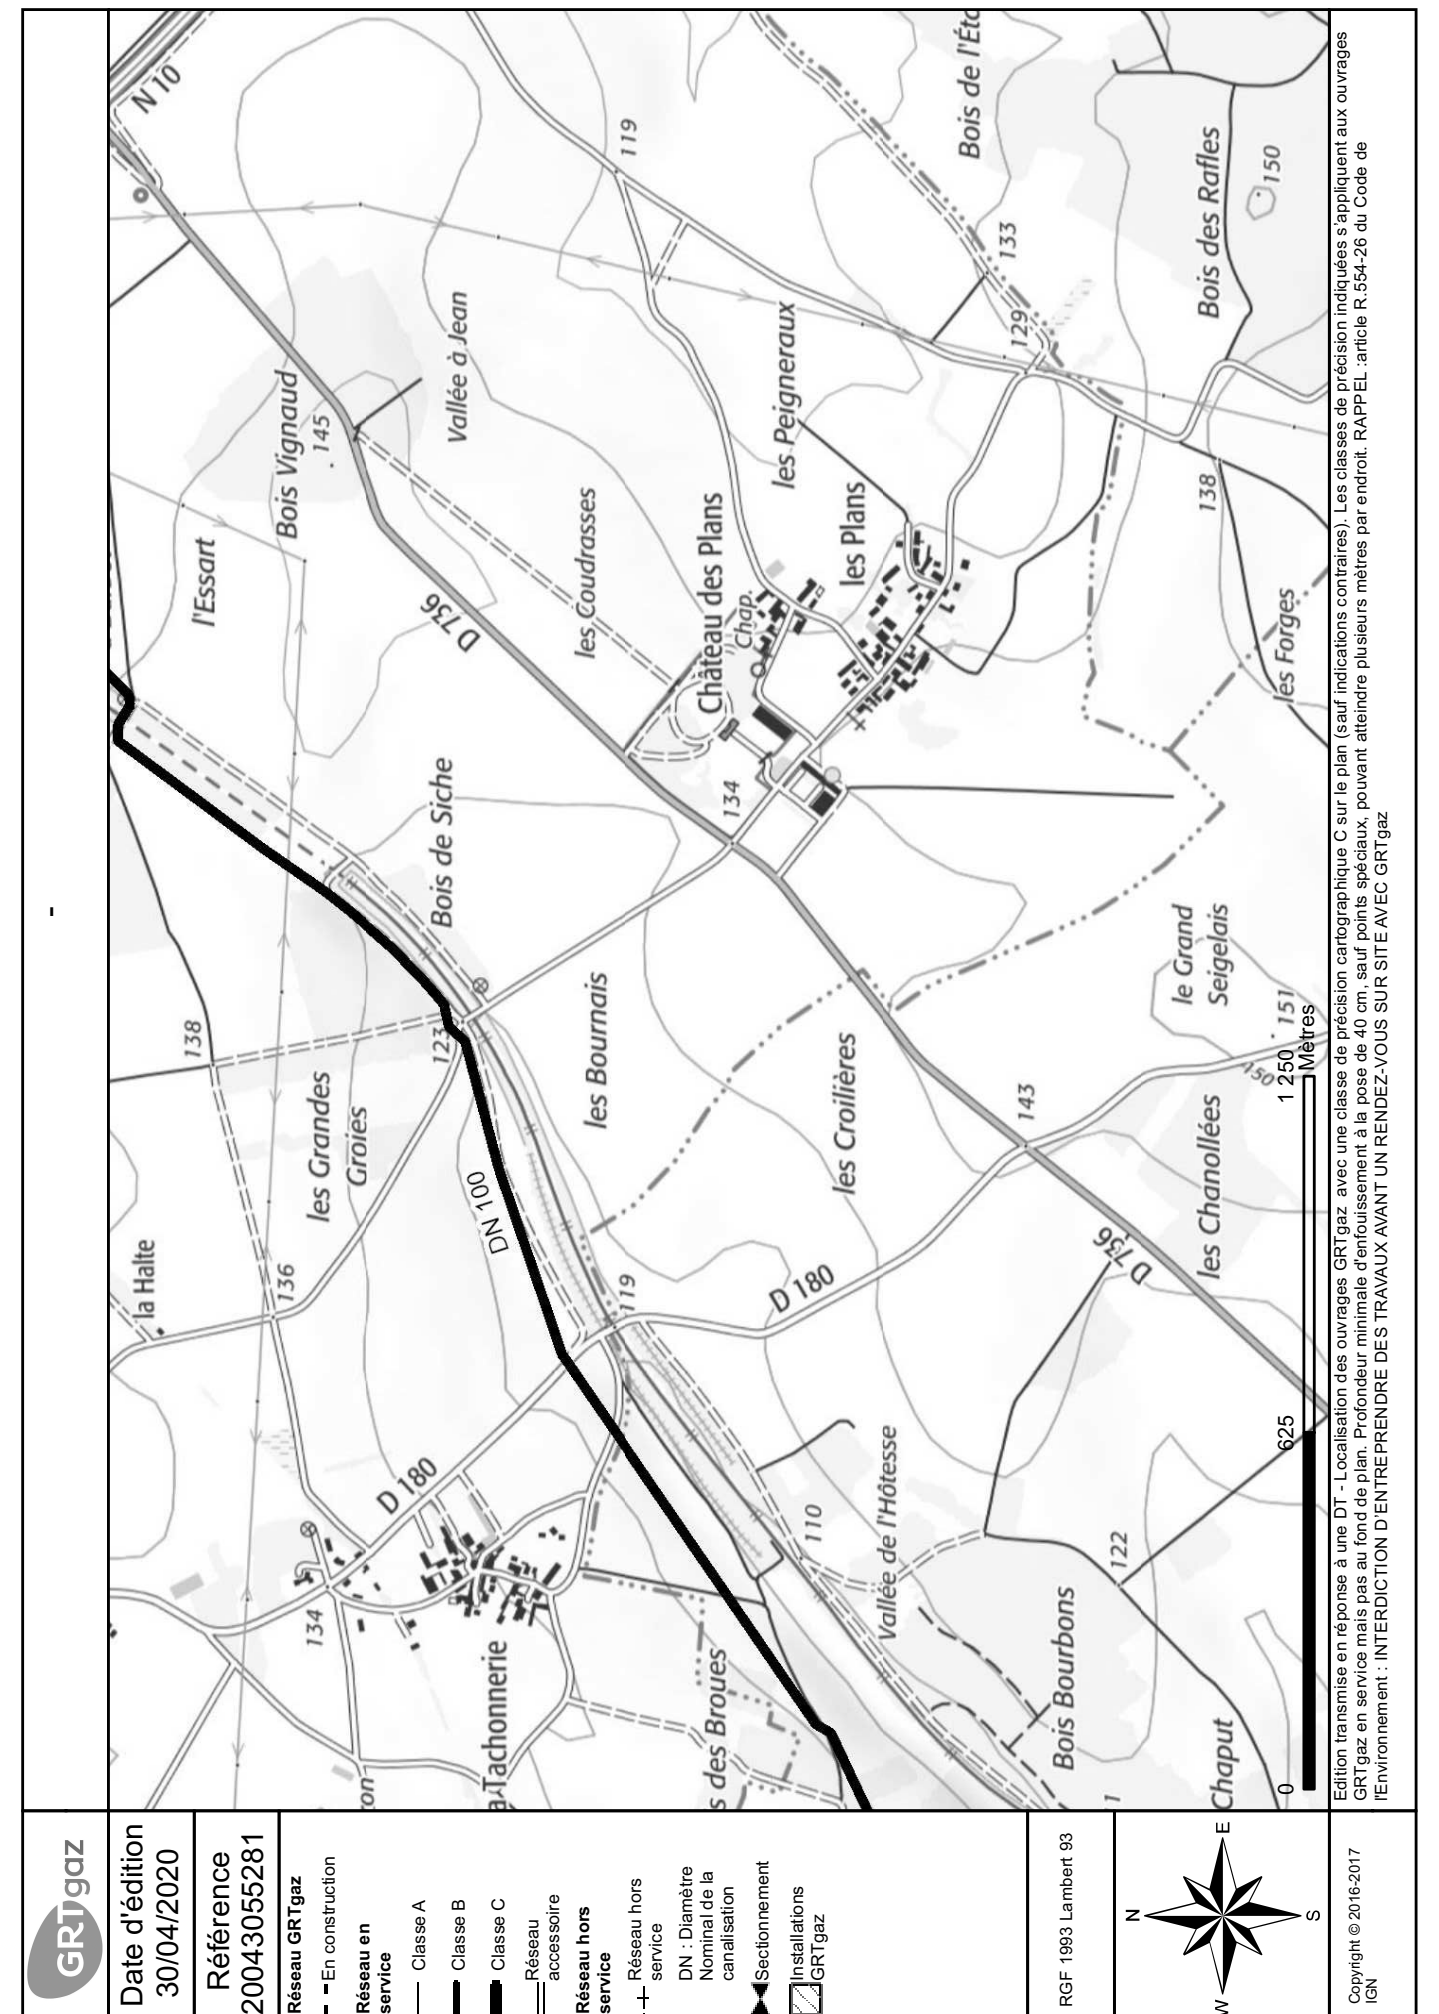 GRTgaz
-
Date d'édition
30/04/2020
Référence
2004305​5281
Réseau GRTgaz
En construction
Réseau en
service
Classe A
Classe B
Classe C
Réseau
accessoire
Réseau hors
service
Réseau hors
service
DN : Diamètre
Nominal de la
canalisation
Sectionnement
Installations
GRTgaz
RGF 1993 Lambert 93
N
W
E
S
Copyright © 2016-2017
IGN
N 10
la Halte
l'Essart
138
136
134
les Grandes
Groies
Bois Vignaud
145
D 180
D 736
123
Bois de Siche
Vallée à Jean
DN 100
Tachonnerie
les Bournais
les Coudrasses
119
119
s des Broues
134
Château des Plans
Chap.
les Peigneraux
D 180
110
les Croilières
les Plans
Vallée de l'Hôtesse
Bois de l'Étc
133
129
143
Bois Bourbons
122
D 736
1
les Chanollées
le Grand
Seigelais
138
Bois des Rafles
150
Chaput
150
151
les Forges
0
625
1 250
Mètres
Edition transmise en réponse à une DT - Localisation des ouvrages GRTgaz avec une classe de précision cartographique C sur le plan (sauf indications contraires). Les classes de précision indiquées s'appliquent aux ouvrages
GRTgaz en service mais pas au fond de plan. Profondeur minimale d'enfouissement à la pose de 40 cm, sauf points spéciaux, pouvant atteindre plusieurs mètres par endroit. RAPPEL :article R.554-26 du Code de
l'Environement : INTERDICTION D'ENTREPRENDRE DES TRAVAUX AVANT UN RENDEZ-VOUS SUR SITE AVEC GRTgaz